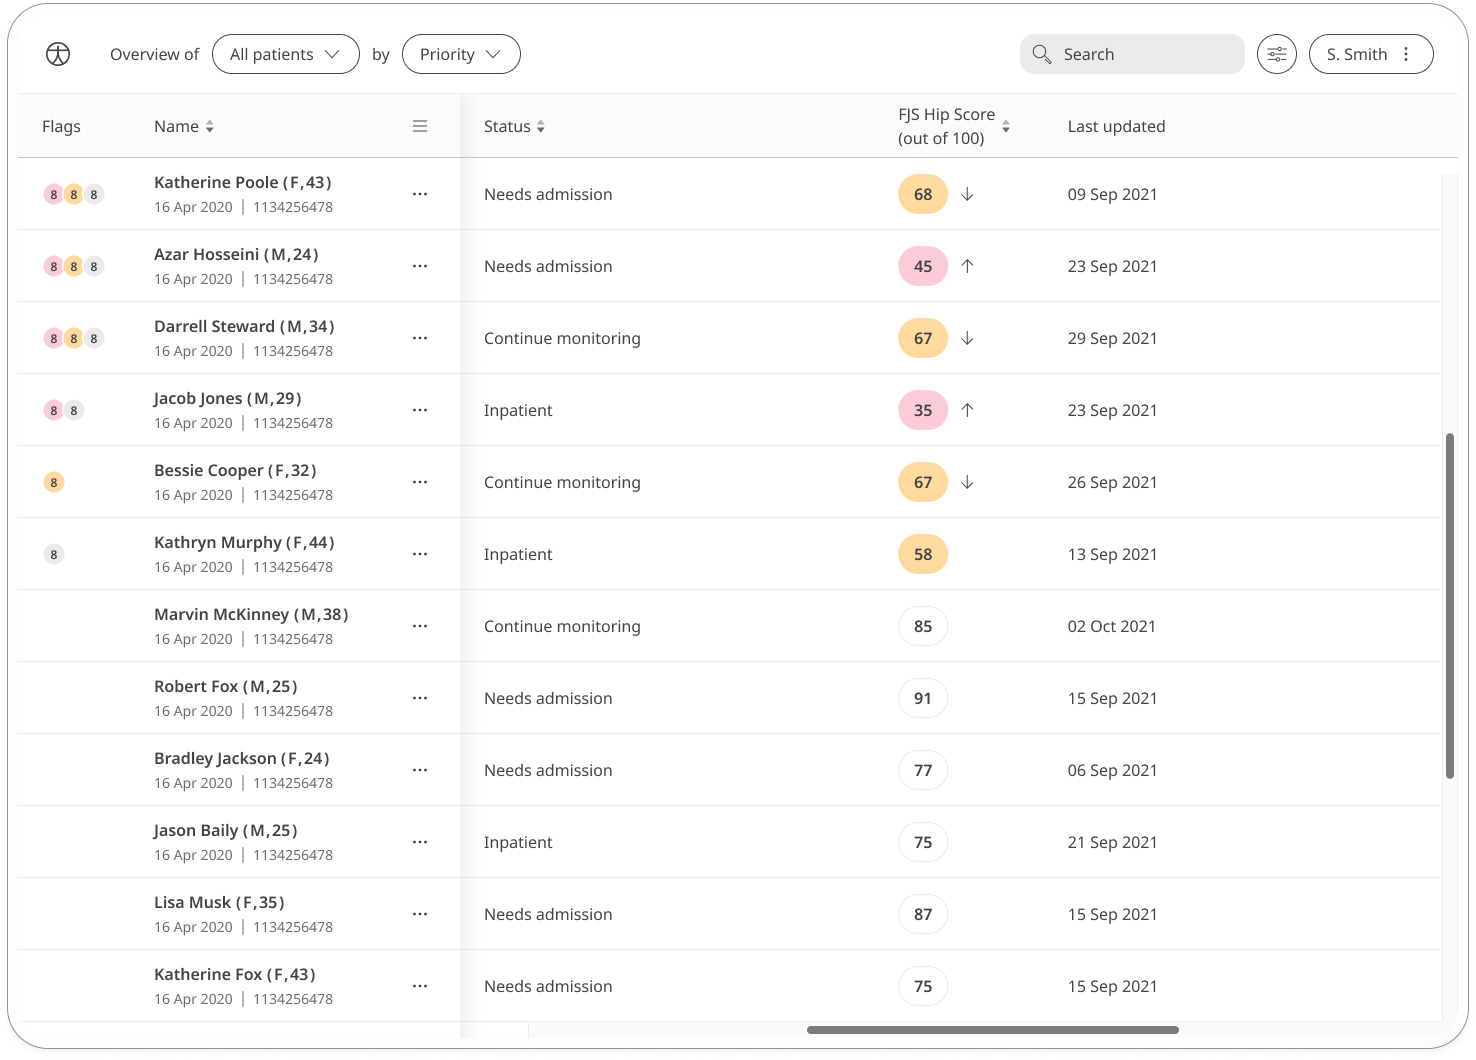 Overview of All patients by Priority Search S. Smith
Flags Name Status FJS Hip Score (out of 100) Last updated
8 8 8 Katherine Poole (F,43) Needs admission 68 09 Sep 2021
16 Apr 2020 | 1134256478
8 8 8 Azar Hosseini (M,24) Needs admission 45 23 Sep 2021
16 Apr 2020 | 1134256478
8 8 8 Darrell Steward (M,34) Continue monitoring 67 29 Sep 2021
16 Apr 2020 | 1134256478
8 8 Jacob Jones (M,29) Inpatient 35 23 Sep 2021
16 Apr 2020 | 1134256478
8 Bessie Cooper (F,32) Continue monitoring 67 26 Sep 2021
16 Apr 2020 | 1134256478
8 Kathryn Murphy (F,44) Inpatient 58 13 Sep 2021
16 Apr 2020 | 1134256478
Marvin McKinney (M,38) Continue monitoring 85 02 Oct 2021
16 Apr 2020 | 1134256478
Robert Fox (M,25) Needs admission 91 15 Sep 2021
16 Apr 2020 | 1134256478
Bradley Jackson (F,24) Needs admission 77 06 Sep 2021
16 Apr 2020 | 1134256478
Jason Baily (M,25) Inpatient 75 21 Sep 2021
16 Apr 2020 | 1134256478
Lisa Musk (F,35) Needs admission 87 15 Sep 2021
16 Apr 2020 | 1134256478
Katherine Fox (F,43) Needs admission 75 15 Sep 2021
16 Apr 2020 | 1134256478